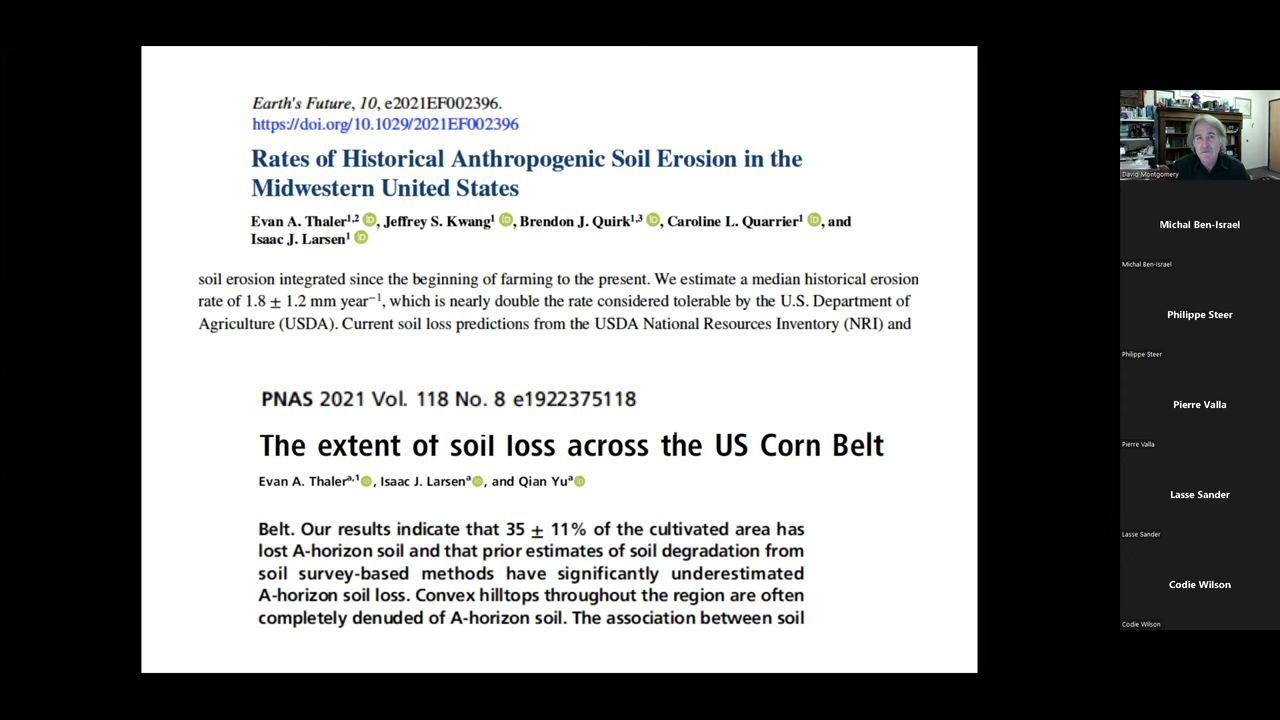 Earth's Future, 10, e2021EF002396.
https://doi.org/10.1029/2021EF002396
Rates of Historical Anthropogenic Soil Erosion in the
Midwestern United States
Evan A. Thaler1,2 iD, Jeffrey S. Kwang1 iD, Brendon J. Quirk1,3 iD, Caroline L. Quarrier1 iD, and
Isaac J. Larsen1 iD
soil erosion integrated since the beginning of farming to the present. We estimate a median historical erosion
rate of 1.8 ± 1.2 mm year−1, which is nearly double the rate considered tolerable by the U.S. Department of
Agriculture (USDA). Current soil loss predictions from the USDA National Resources Inventory (NRI) and
PNAS 2021 Vol. 118 No. 8 e1922375118
The extent of soil loss across the US Corn Belt
Evan A. Thalera,1 iD, Isaac J. Larsena iD, and Qian Yua iD
Belt. Our results indicate that 35 ± 11% of the cultivated area has
lost A-horizon soil and that prior estimates of soil degradation from
soil survey-based methods have significantly underestimated
A-horizon soil loss. Convex hilltops throughout the region are often
completely denuded of A-horizon soil. The association between soil
David Montgomery
Michal Ben-Israel
Michal Ben-Israel
Philippe Steer
Philippe Steer
Pierre Valla
Pierre Valla
Lasse Sander
Lasse Sander
Codie Wilson
Codie Wilson